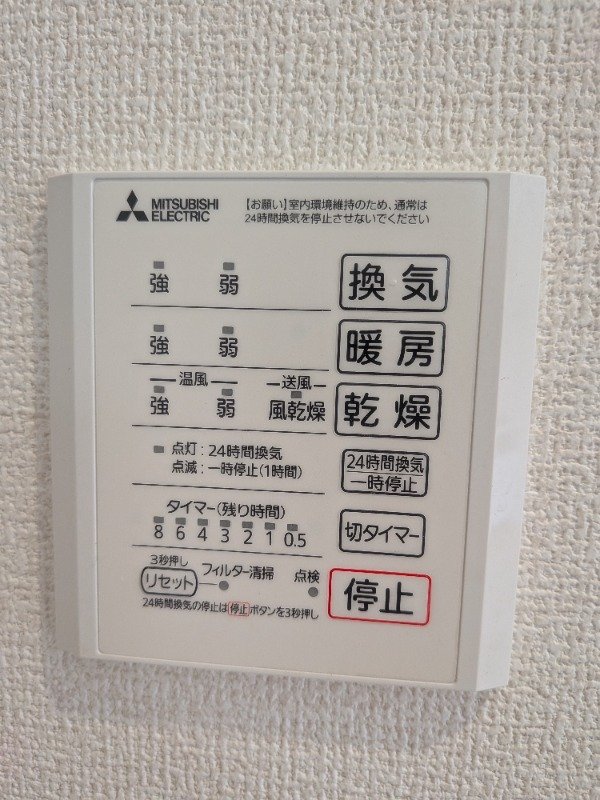 MITSUBISHI
ELECTRIC
【お願い】室内環境維持のため、通常は
24時間換気を停止させないでください
強 弱 換気
強 弱 暖房
温風 送風
強 弱 風乾燥 乾燥
点灯:24時間換気
点滅:一時停止(1時間)
24時間換気
一時停止
タイマー(残り時間)
8 6 4 3 2 1 0.5
切タイマー
3秒押し
リセット フィルター清掃 点検
停止
24時間換気の停止は停止ボタンを3秒押し